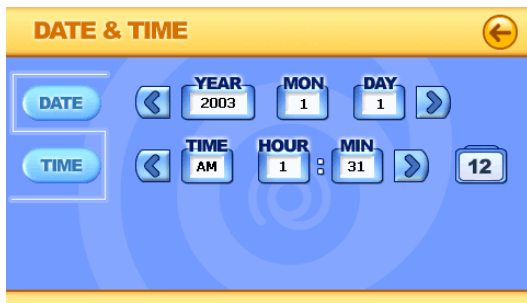 DATE & TIME
YEAR MON DAY
DATE 2003 1 1
TIME HOUR MIN
TIME AM 1 : 31 12